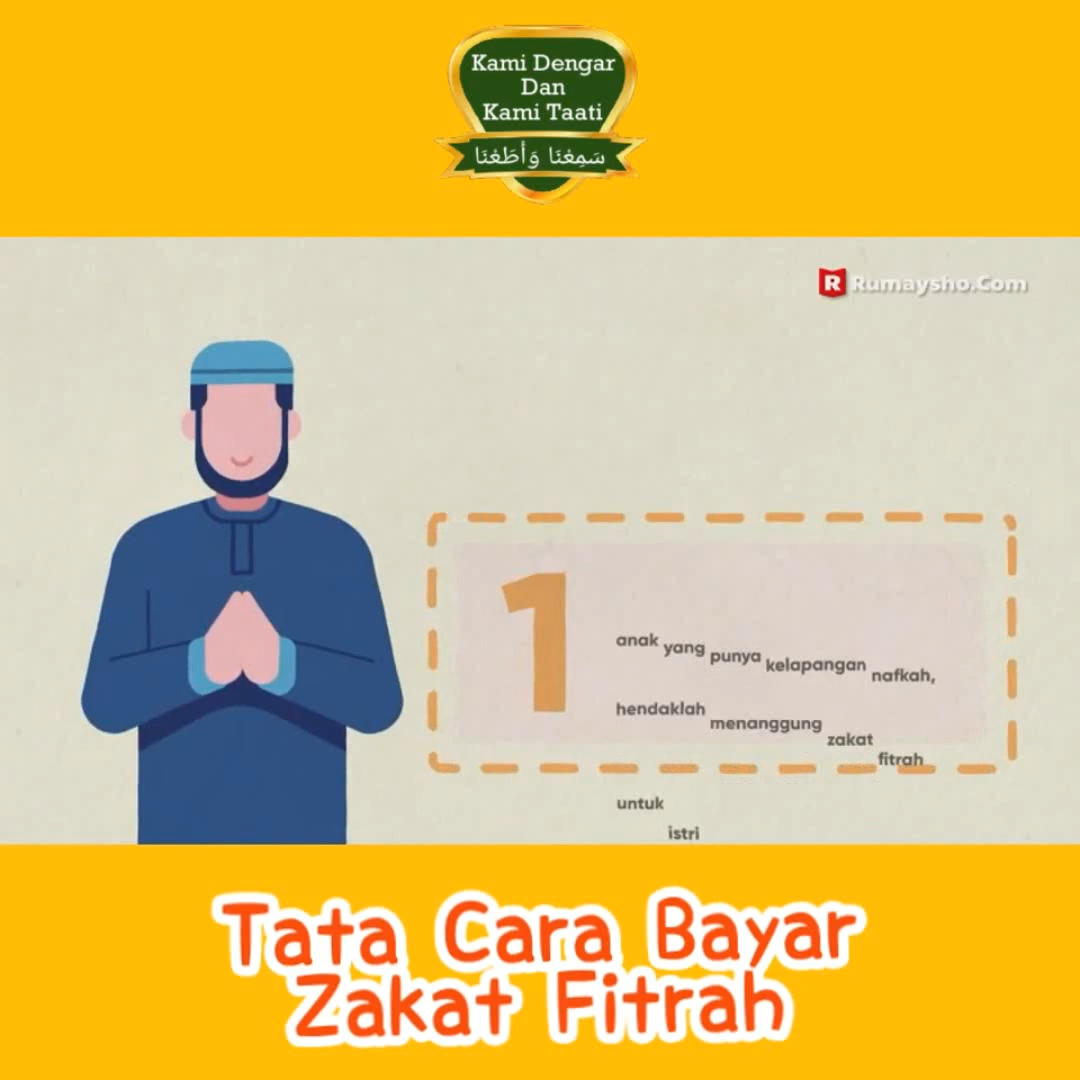 Kami Dengar
Dan
Kami Taati
سَمِعْنَا وَأَطَعْنَا
R Rumaysho.Com
1
anak yang punya kelapangan nafkah,
hendaklah menanggung zakat fitrah
untuk istri
Tata Cara Bayar
Zakat Fitrah